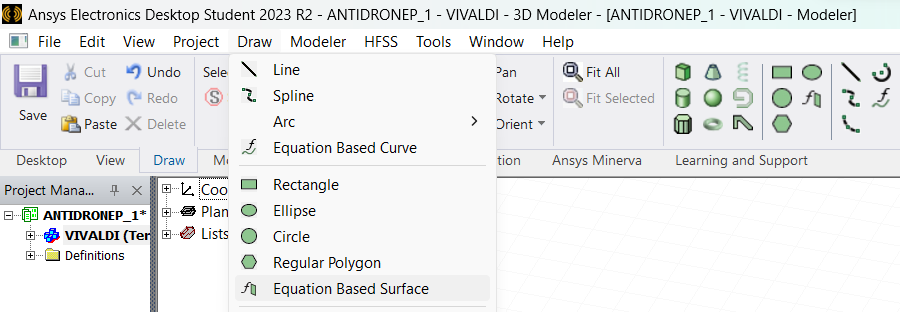 Ansys Electronics Desktop Student 2023 R2 - ANTIDRONEP_1 - VIVALDI - 3D Modeler - [ANTIDRONEP_1 - VIVALDI - Modeler]
File Edit View Project Draw Modeler HFSS Tools Window Help
Save
Cut
Copy
Paste
Undo
Redo
Delete
Sele
Line
Spline
Arc
Equation Based Curve
Rectangle
Ellipse
Circle
Regular Polygon
Equation Based Surface
Pan
Rotate
Orient
Fit All
Fit Selected
Desktop View Draw Mo tion Ansys Minerva Learning and Support
Project Mana...
ANTIDRONEP_1*
VIVALDI (Ter
Definitions
Coo
Plan
Lists